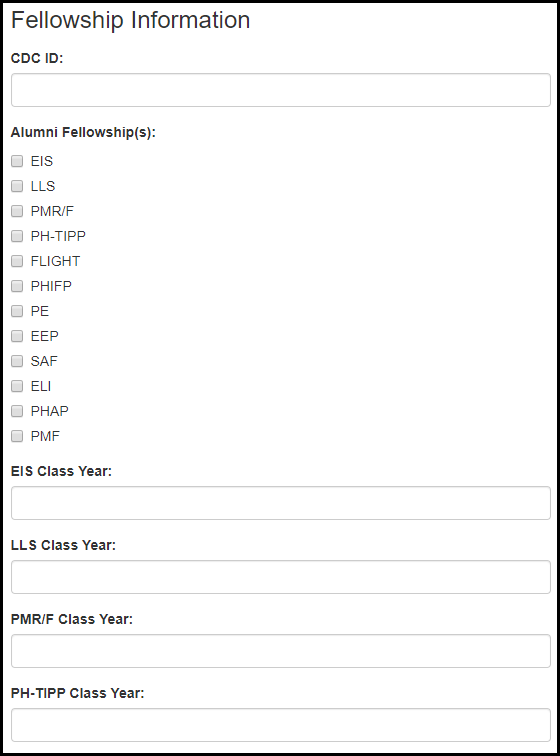 Fellowship Information
CDC ID:
Alumni Fellowship(s):
EIS
LLS
PMR/F
PH-TIPP
FLIGHT
PHIFP
PE
EEP
SAF
ELI
PHAP
PMF
EIS Class Year:
LLS Class Year:
PMR/F Class Year:
PH-TIPP Class Year: